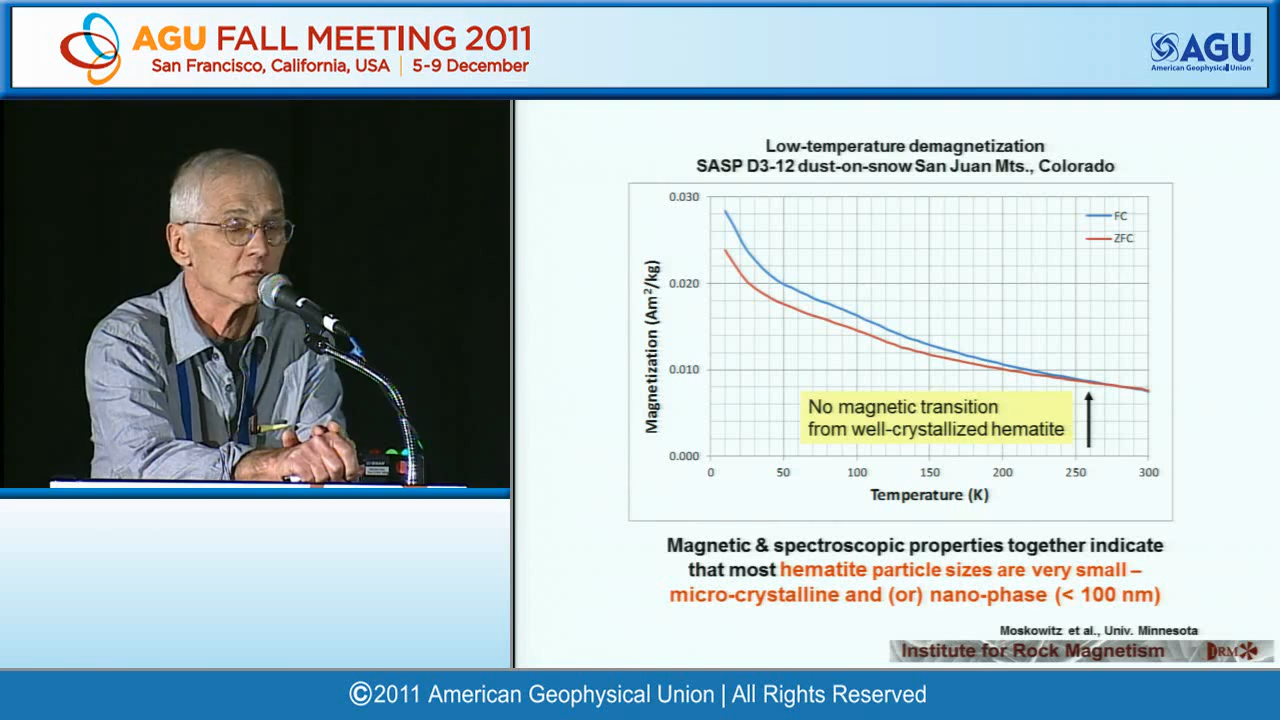 AGU FALL MEETING 2011
San Francisco, California, USA | 5-9 December
AGU
American Geophysical Union
Low-temperature demagnetization
SASP D3-12 dust-on-snow San Juan Mts., Colorado
0.030
0.020
0.010
0.000
Magnetization (Am²/kg)
FC
ZFC
No magnetic transition
from well-crystallized hematite
0 50 100 150 200 250 300
Temperature (K)
Magnetic & spectroscopic properties together indicate
that most hematite particle sizes are very small –
micro-crystalline and (or) nano-phase (< 100 nm)
Moskowitz et al., Univ. Minnesota
Institute for Rock Magnetism IRM
©2011 American Geophysical Union | All Rights Reserved